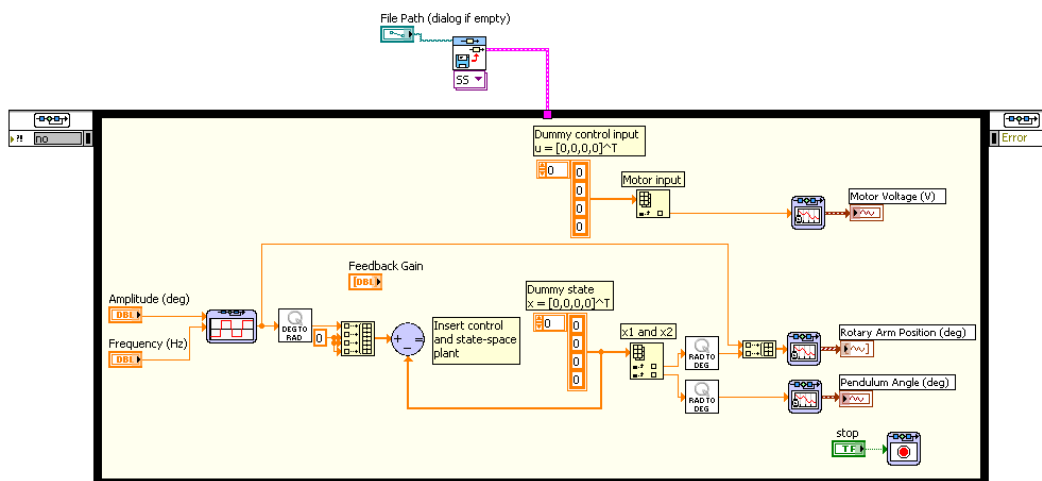 File Path (dialog if empty)
SS
?! no
Error
Dummy control input
u = [0,0,0,0]^T
0
0
0
0
0
Motor input
Motor Voltage (V)
Feedback Gain
[DBL]
Dummy state
x = [0,0,0,0]^T
0
0
0
0
0
Amplitude (deg)
DBL
Frequency (Hz)
DBL
Q
DEG TO
RAD
0
+ - =
Insert control
and state-space
plant
x1 and x2
Q
RAD TO
DEG
Q
RAD TO
DEG
Rotary Arm Position (deg)
Pendulum Angle (deg)
stop
TF